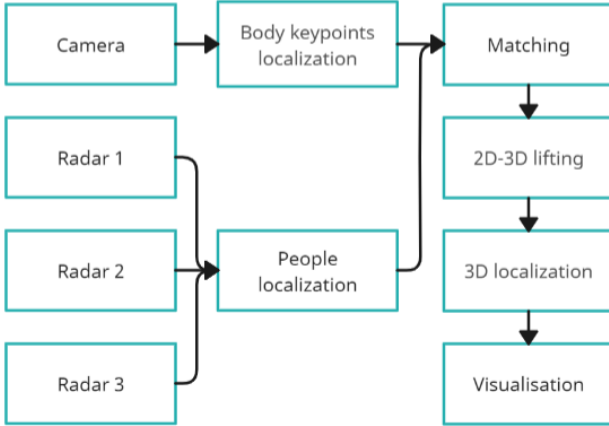 Camera
Body keypoints
localization
Matching
Radar 1
2D-3D lifting
Radar 2
People
localization
3D localization
Radar 3
Visualisation